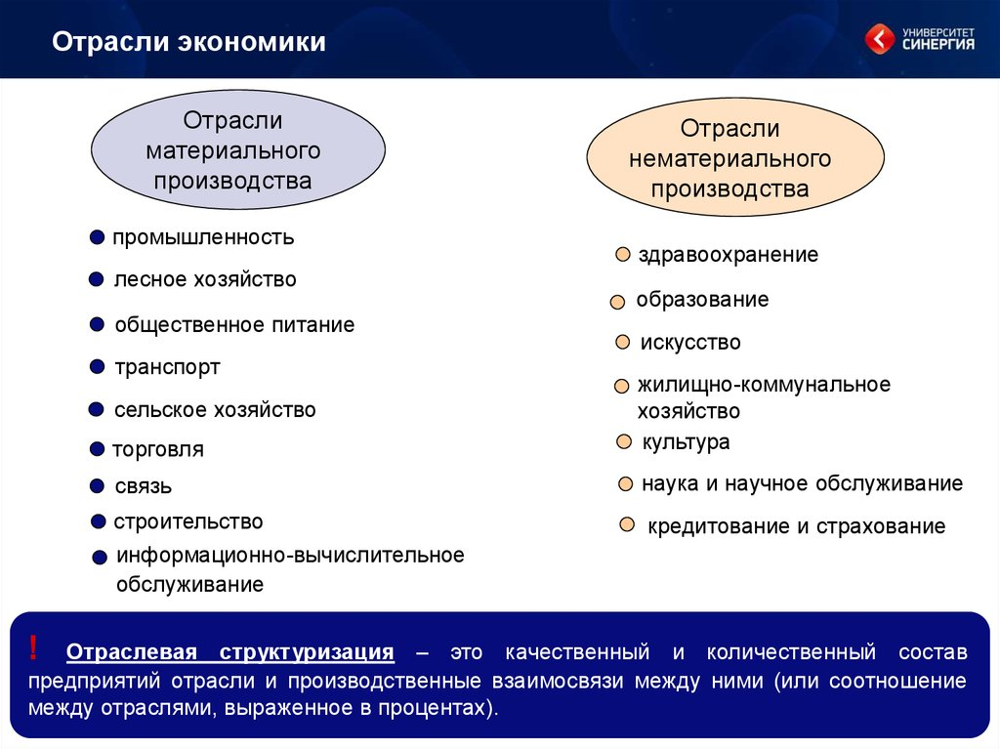 Отрасли экономики
УНИВЕРСИТЕТ
СИНЕРГИЯ
Отрасли
материального
производства
промышленность
лесное хозяйство
общественное питание
транспорт
сельское хозяйство
торговля
связь
строительство
информационно-вычислительное
обслуживание
Отрасли
нематериального
производства
здравоохранение
образование
искусство
жилищно-коммунальное
хозяйство
культура
наука и научное обслуживание
кредитование и страхование
! Отраслевая структуризация – это качественный и количественный состав
предприятий отрасли и производственные взаимосвязи между ними (или соотношение
между отраслями, выраженное в процентах).